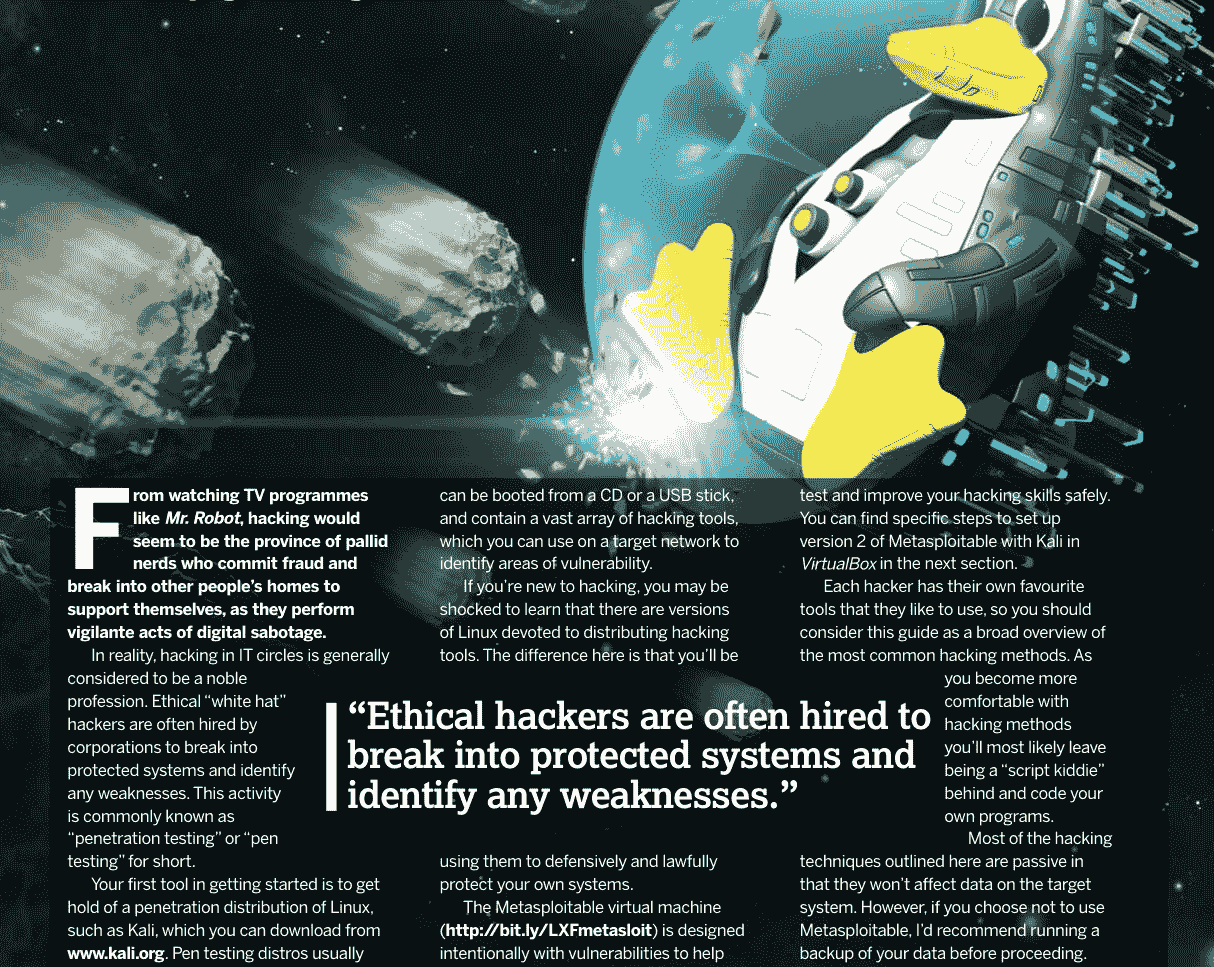 From watching TV programmes
like Mr. Robot, hacking would
seem to be the province of pallid
nerds who commit fraud and
break into other people's homes to
support themselves, as they perform
vigilante acts of digital sabotage.
In reality, hacking in IT circles is generally
considered to be a noble
profession. Ethical “white hat”
hackers are often hired by
corporations to break into
protected systems and identify
any weaknesses. This activity
is commonly known as
“penetration testing” or “pen
testing” for short.
Your first tool in getting started is to get
hold of a penetration distribution of Linux,
such as Kali, which you can download from
www.kali.org. Pen testing distros usually
can be booted from a CD or a USB stick,
and contain a vast array of hacking tools,
which you can use on a target network to
identify areas of vulnerability.
If you're new to hacking, you may be
shocked to learn that there are versions
of Linux devoted to distributing hacking
tools. The difference here is that you'll be
“Ethical hackers are often hired to
break into protected systems and
identify any weaknesses.”
using them to defensively and lawfully
protect your own systems.
The Metasploitable virtual machine
(http://bit.ly/LXFmetasloit) is designed
intentionally with vulnerabilities to help
test and improve your hacking skills safely.
You can find specific steps to set up
version 2 of Metasploitable with Kali in
VirtualBox in the next section.
Each hacker has their own favourite
tools that they like to use, so you should
consider this guide as a broad overview of
the most common hacking methods. As
you become more
comfortable with
hacking methods
you'll most likely leave
being a “script kiddie”
behind and code your
own programs.
Most of the hacking
techniques outlined here are passive in
that they won't affect data on the target
system. However, if you choose not to use
Metasploitable, I'd recommend running a
backup of your data before proceeding.